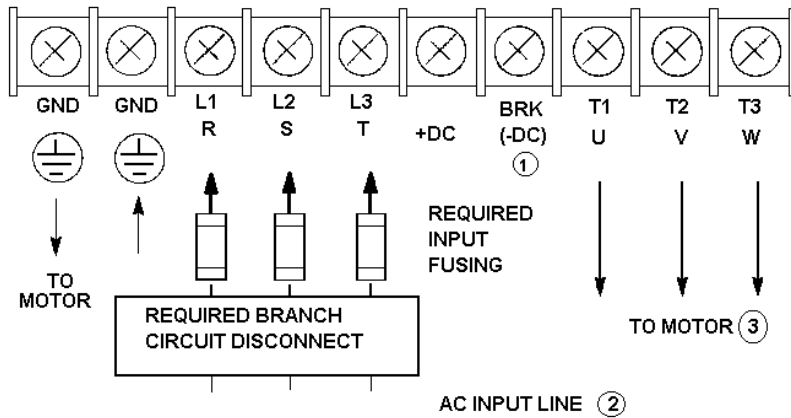 GND GND L1 L2 L3 +DC BRK T1 T2 T3
R S T (-DC) U V W
1
REQUIRED
INPUT
FUSING
TO
MOTOR
REQUIRED BRANCH
CIRCUIT DISCONNECT
TO MOTOR 3
AC INPUT LINE 2